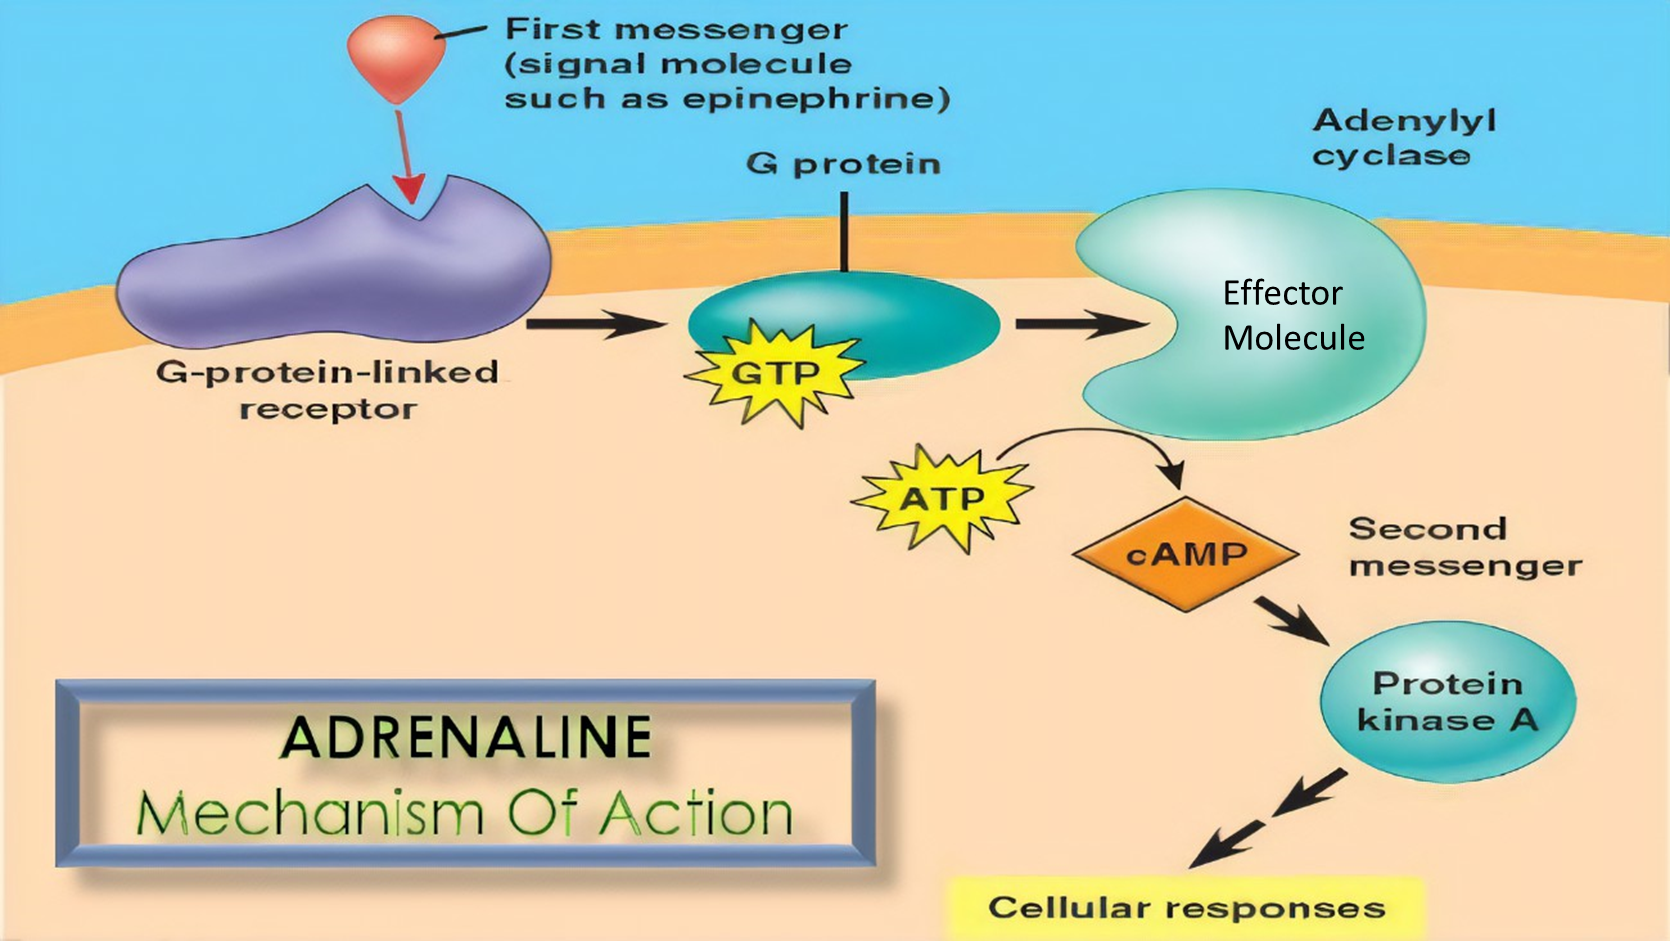 First messenger
(signal molecule
such as epinephrine)
Adenylyl
cyclase
G protein
Effector
Molecule
G-protein-linked
receptor
GTP
ATP
cAMP
Second
messenger
Protein
kinase A
ADRENALINE
Mechanism Of Action
Cellular responses